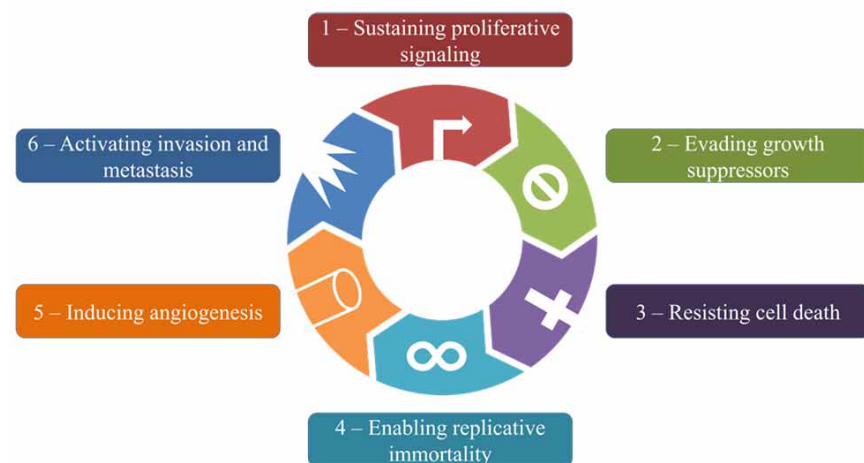 1 – Sustaining proliferative
signaling
6 – Activating invasion and
metastasis
2 – Evading growth
suppressors
5 – Inducing angiogenesis
3 – Resisting cell death
4 – Enabling replicative
immortality